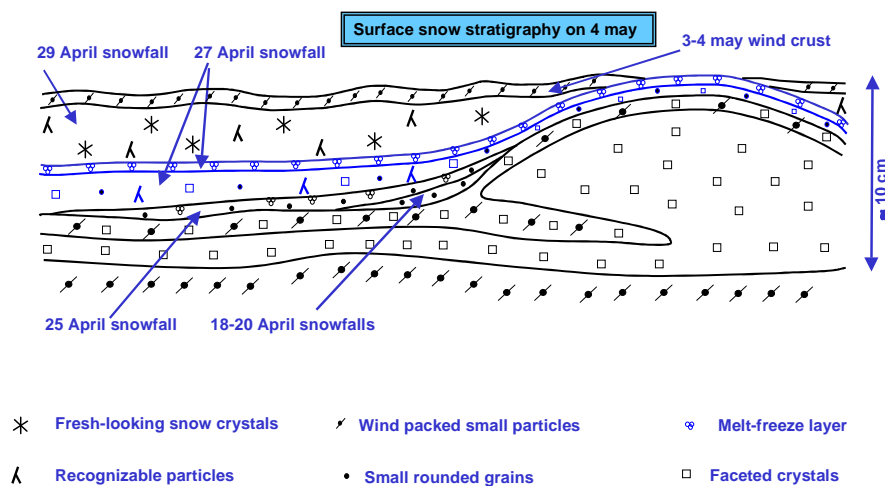 Surface snow stratigraphy on 4 may
29 April snowfall
27 April snowfall
3-4 may wind crust
≈ 10 cm
25 April snowfall
18-20 April snowfalls
Fresh-looking snow crystals
Wind packed small particles
Melt-freeze layer
Recognizable particles
Small rounded grains
Faceted crystals